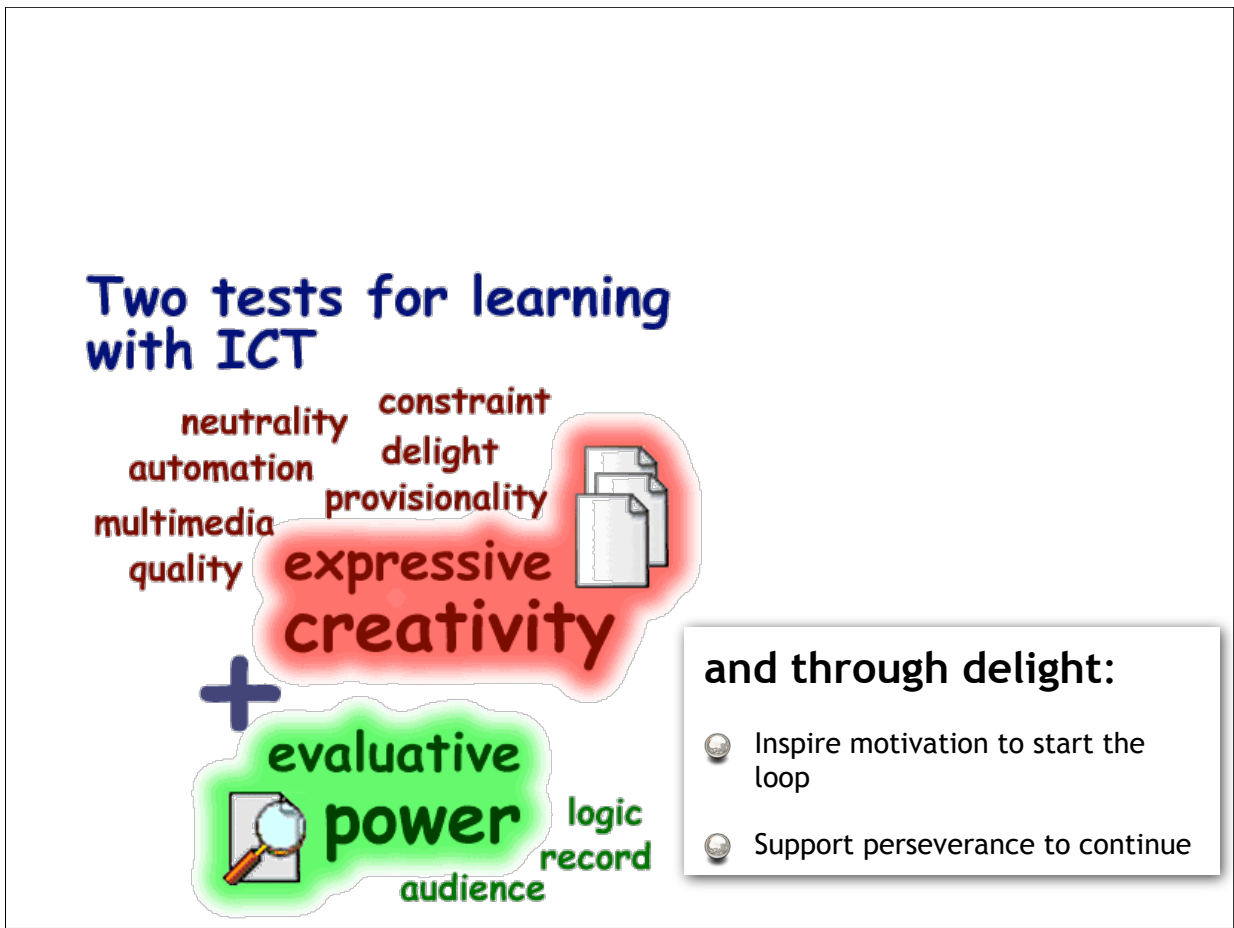 Two tests for learning
with ICT
constraint
neutrality
delight
automation
provisionality
multimedia
quality
expressive
creativity
+
evaluative
power
logic
record
audience
and through delight:
Inspire motivation to start the
loop
Support perseverance to continue